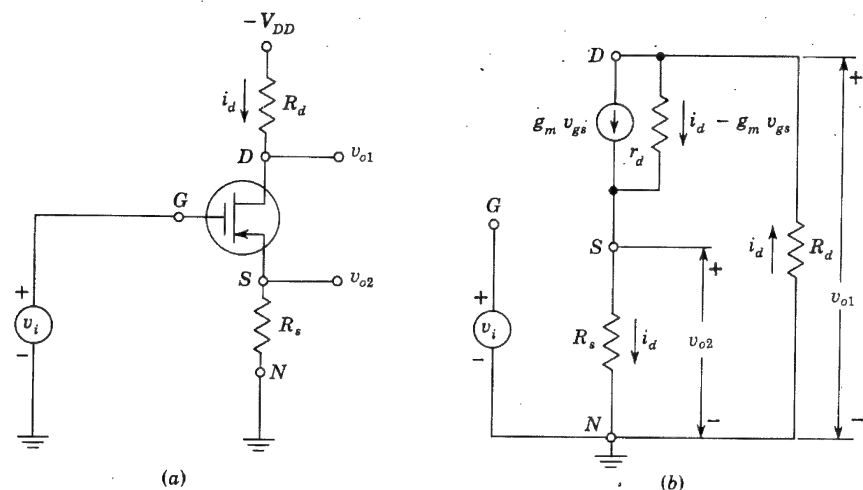 −V_DD
i_d
R_d
D
v_o1
G
S
v_o2
+
v_i
−
R_s
N
(a)
D
+
g_m v_gs
i_d − g_m v_gs
r_d
G
S
i_d
R_d
+
+
v_o1
v_i
R_s
i_d
v_o2
−
−
−
N
(b)